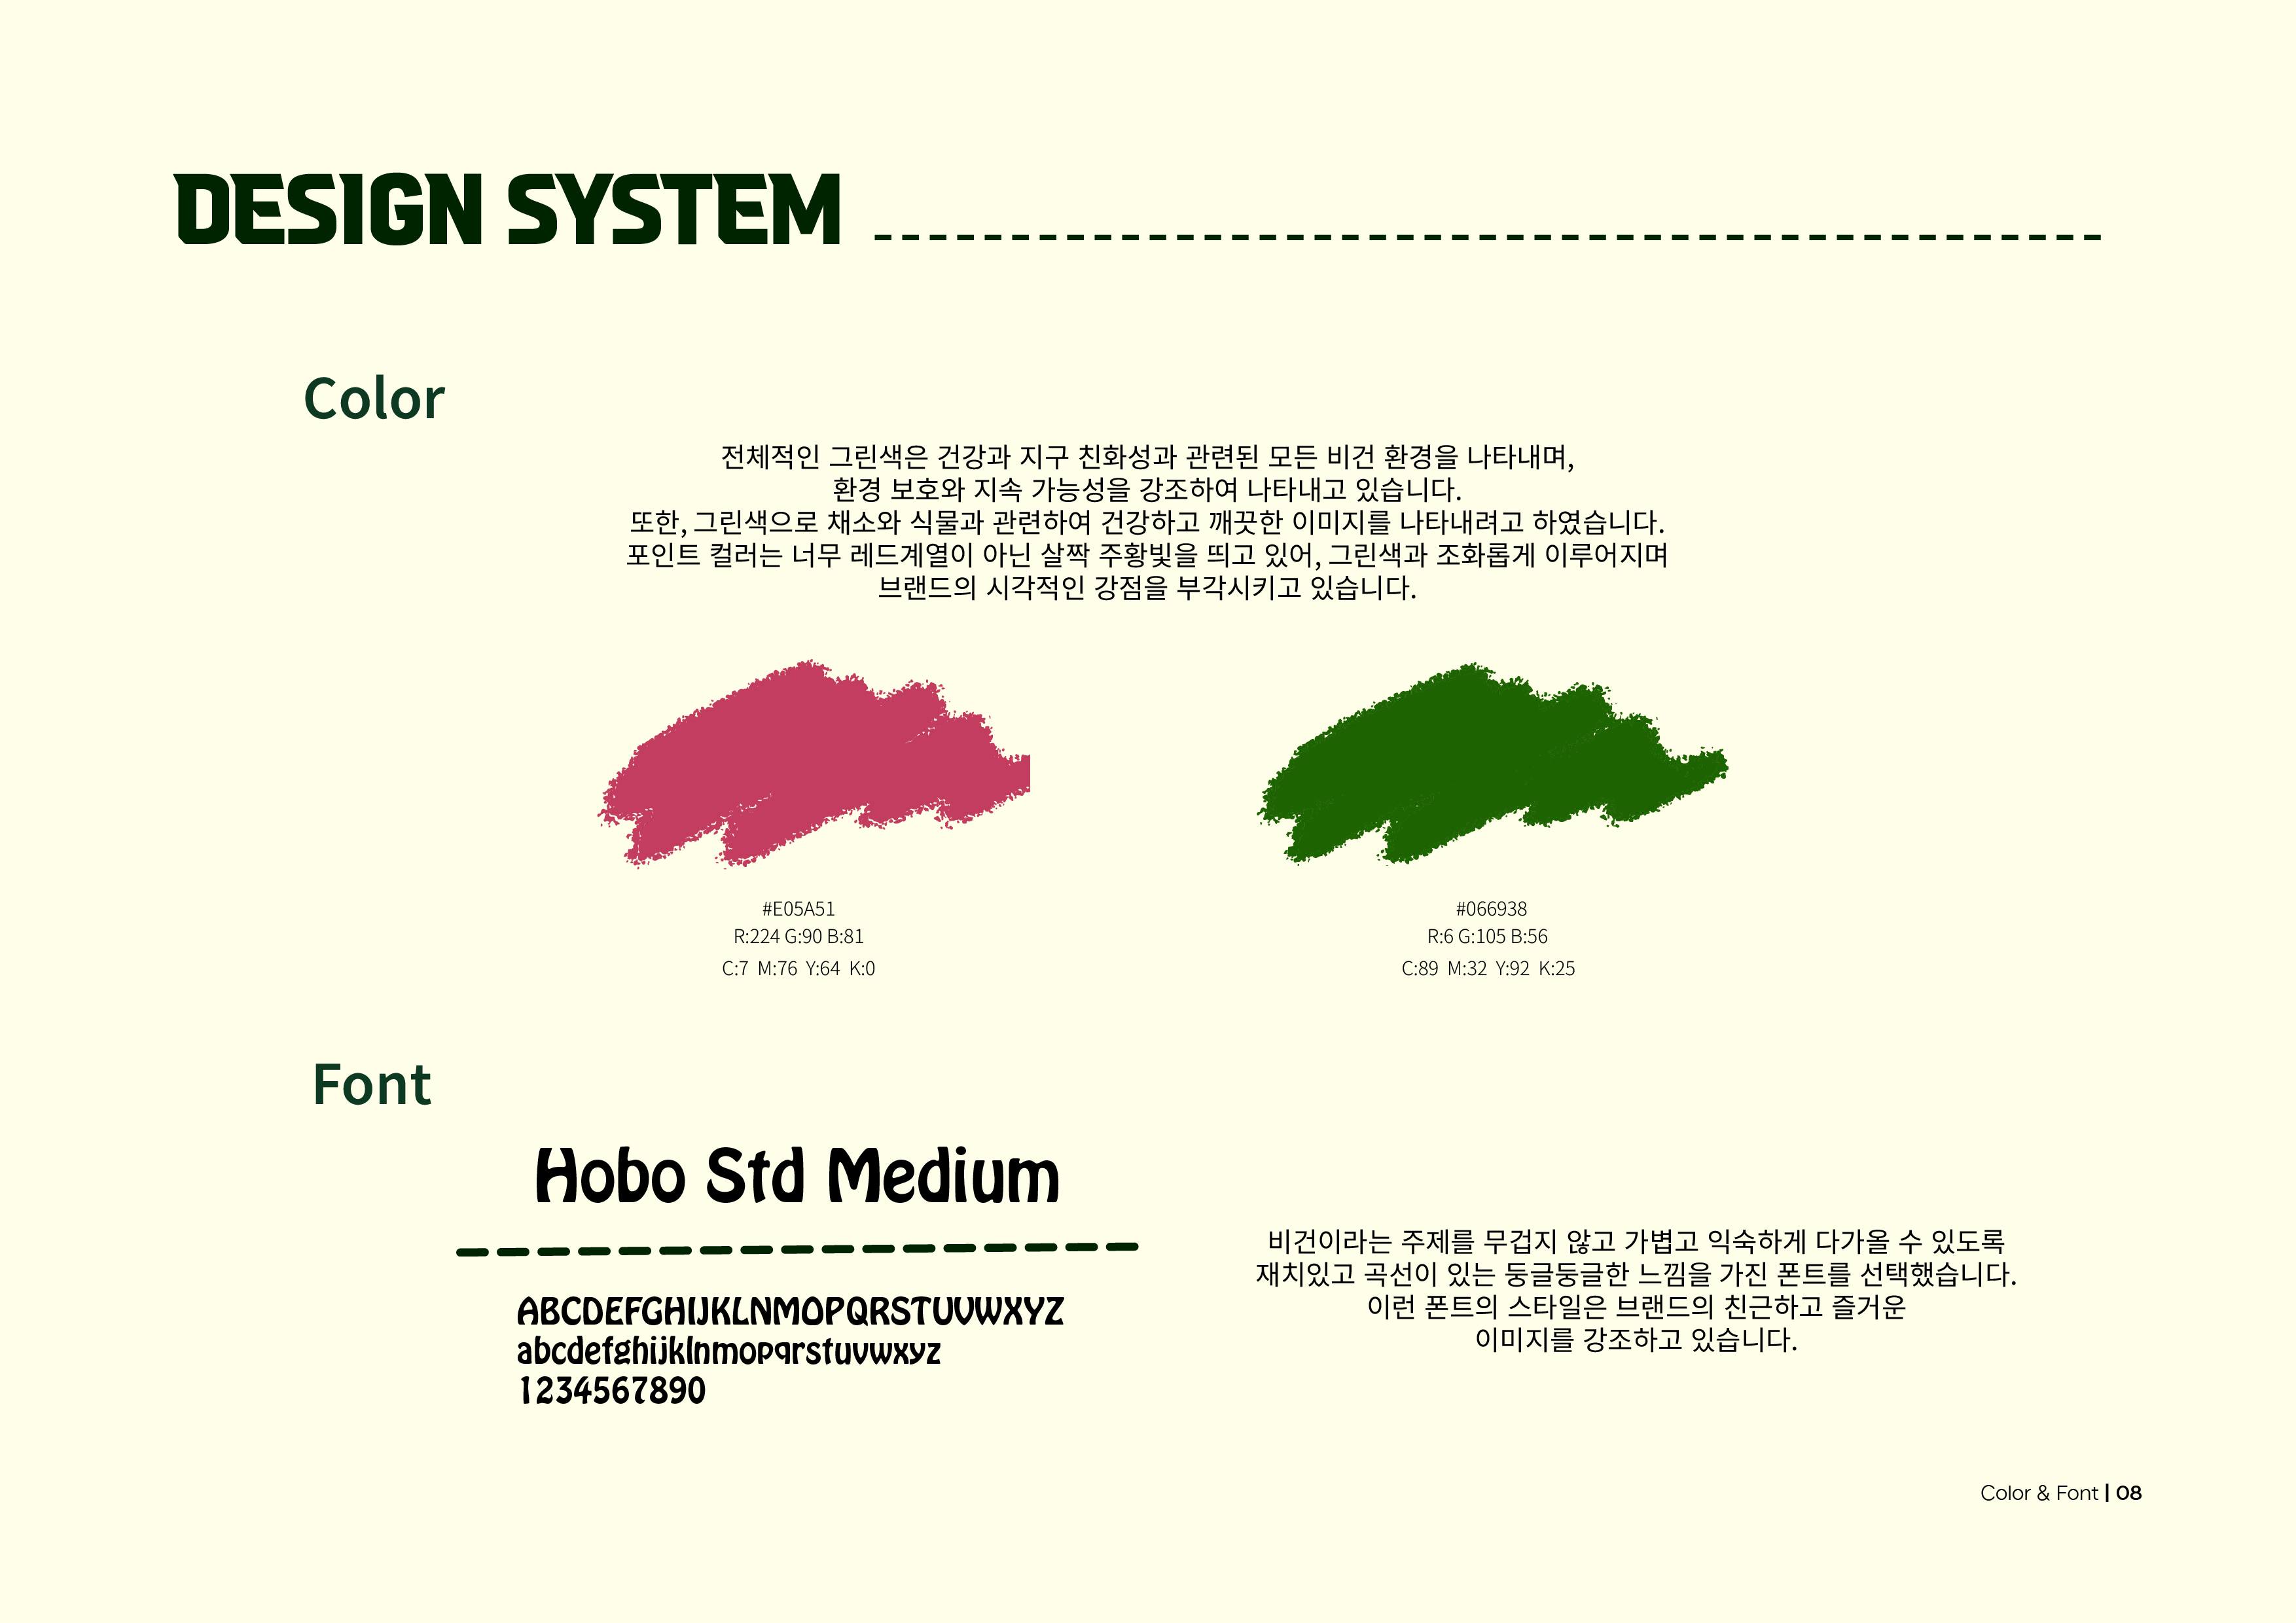 DESIGN SYSTEM
Color
전체적인 그린색은 건강과 지구 친화성과 관련된 모든 비건 환경을 나타내며,
환경 보호와 지속 가능성을 강조하여 나타내고 있습니다.
또한, 그린색으로 채소와 식물과 관련하여 건강하고 깨끗한 이미지를 나타내려고 하였습니다.
포인트 컬러는 너무 레드계열이 아닌 살짝 주황빛을 띄고 있어, 그린색과 조화롭게 이루어지며
브랜드의 시각적인 강점을 부각시키고 있습니다.
#E05A51
R:224 G:90 B:81
C:7 M:76 Y:64 K:0
#066938
R:6 G:105 B:56
C:89 M:32 Y:92 K:25
Font
Hobo Std Medium
ABCDEFGHIJKLNMOPQRSTUVWXYZ
abcdefghijklnmopqrstuvwxyz
1234567890
비건이라는 주제를 무겁지 않고 가볍고 익숙하게 다가올 수 있도록
재치있고 곡선이 있는 둥글둥글한 느낌을 가진 폰트를 선택했습니다.
이런 폰트의 스타일은 브랜드의 친근하고 즐거운
이미지를 강조하고 있습니다.
Color & Font | 08